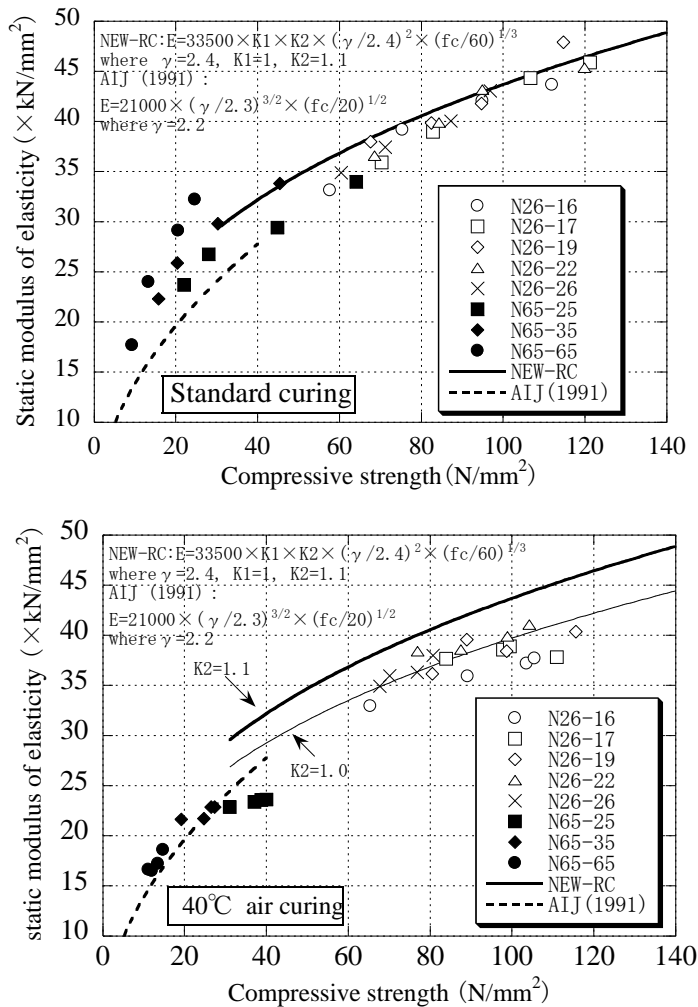 50
45
40
35
30
25
20
15
10
Static modulus of elasticity (×kN/mm²)
NEW-RC:E=33500×K1×K2×(γ/2.4)²×(fc/60)^1/3
where γ=2.4, K1=1, K2=1.1
AIJ (1991) :
E=21000×(γ/2.3)^3/2×(fc/20)^1/2
where γ=2.2
N26-16
N26-17
N26-19
N26-22
N26-26
N65-25
N65-35
N65-65
NEW-RC
AIJ(1991)
Standard curing
0 20 40 60 80 100 120 140
Compressive strength(N/mm²)
50
45
40
35
30
25
20
15
10
static modulus of elasticity (×kN/mm²)
NEW-RC:E=33500×K1×K2×(γ/2.4)²×(fc/60)^1/3
where γ=2.4, K1=1, K2=1.1
AIJ (1991) :
E=21000×(γ/2.3)^3/2×(fc/20)^1/2
where γ=2.2
K2=1.1
K2=1.0
N26-16
N26-17
N26-19
N26-22
N26-26
N65-25
N65-35
N65-65
NEW-RC
AIJ(1991)
40℃ air curing
0 20 40 60 80 100 120 140
Compressive strength (N/mm²)